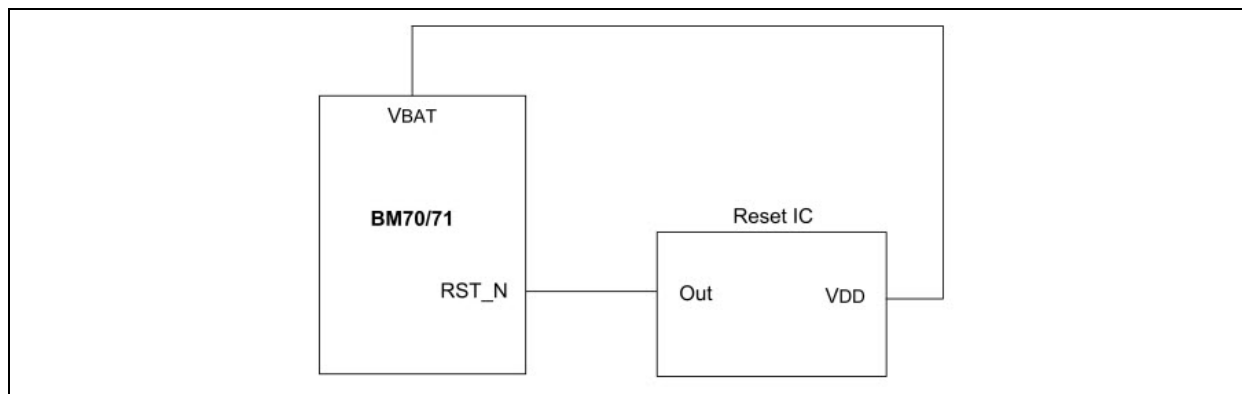 VBAT
BM70/71
Reset IC
RST_N
Out
VDD